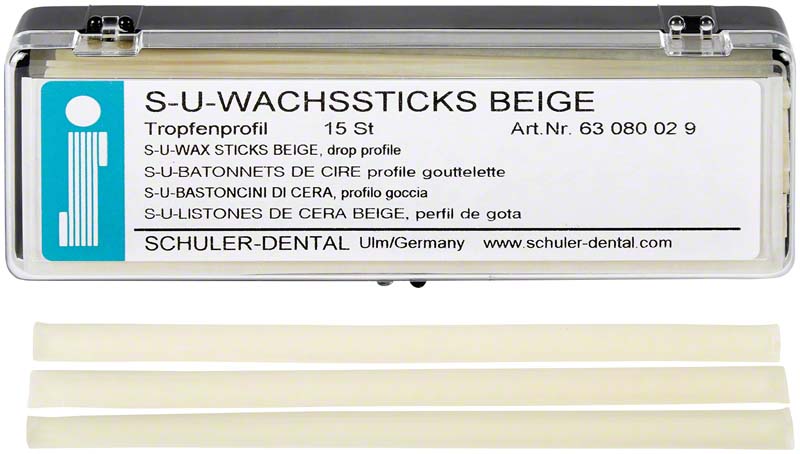 S-U-WACHSSTICKS BEIGE
Tropfenprofil 15 St Art.Nr. 63 080 02 9
S-U-WAX STICKS BEIGE, drop profile
S-U-BATONNETS DE CIRE profile gouttelette
S-U-BASTONCINI DI CERA, profilo goccia
S-U-LISTONES DE CERA BEIGE, perfil de gota
SCHULER-DENTAL Ulm/Germany www.schuler-dental.com